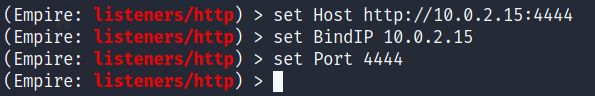 (Empire: listeners/http) > set Host http://10.0.2.15:4444
(Empire: listeners/http) > set BindIP 10.0.2.15
(Empire: listeners/http) > set Port 4444
(Empire: listeners/http) >